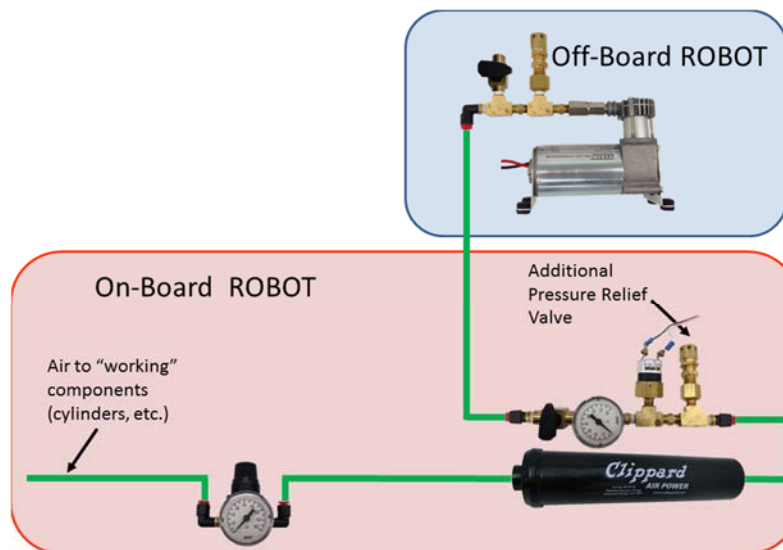 Off-Board ROBOT
On-Board ROBOT
Additional
Pressure Relief
Valve
Air to “working”
components
(cylinders, etc.)
Clippard
AIR POWER